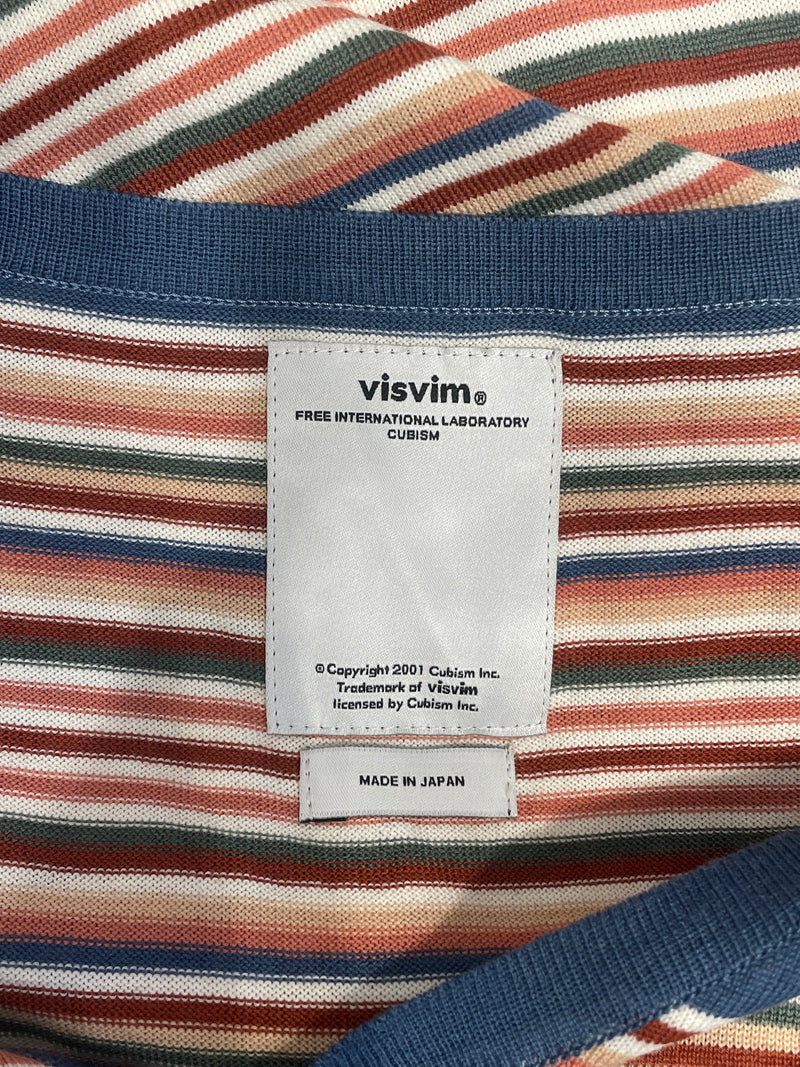 visvim®
FREE INTERNATIONAL LABORATORY
CUBISM
© Copyright 2001 Cubism Inc.
Trademark of visvim
licensed by Cubism Inc.
MADE IN JAPAN